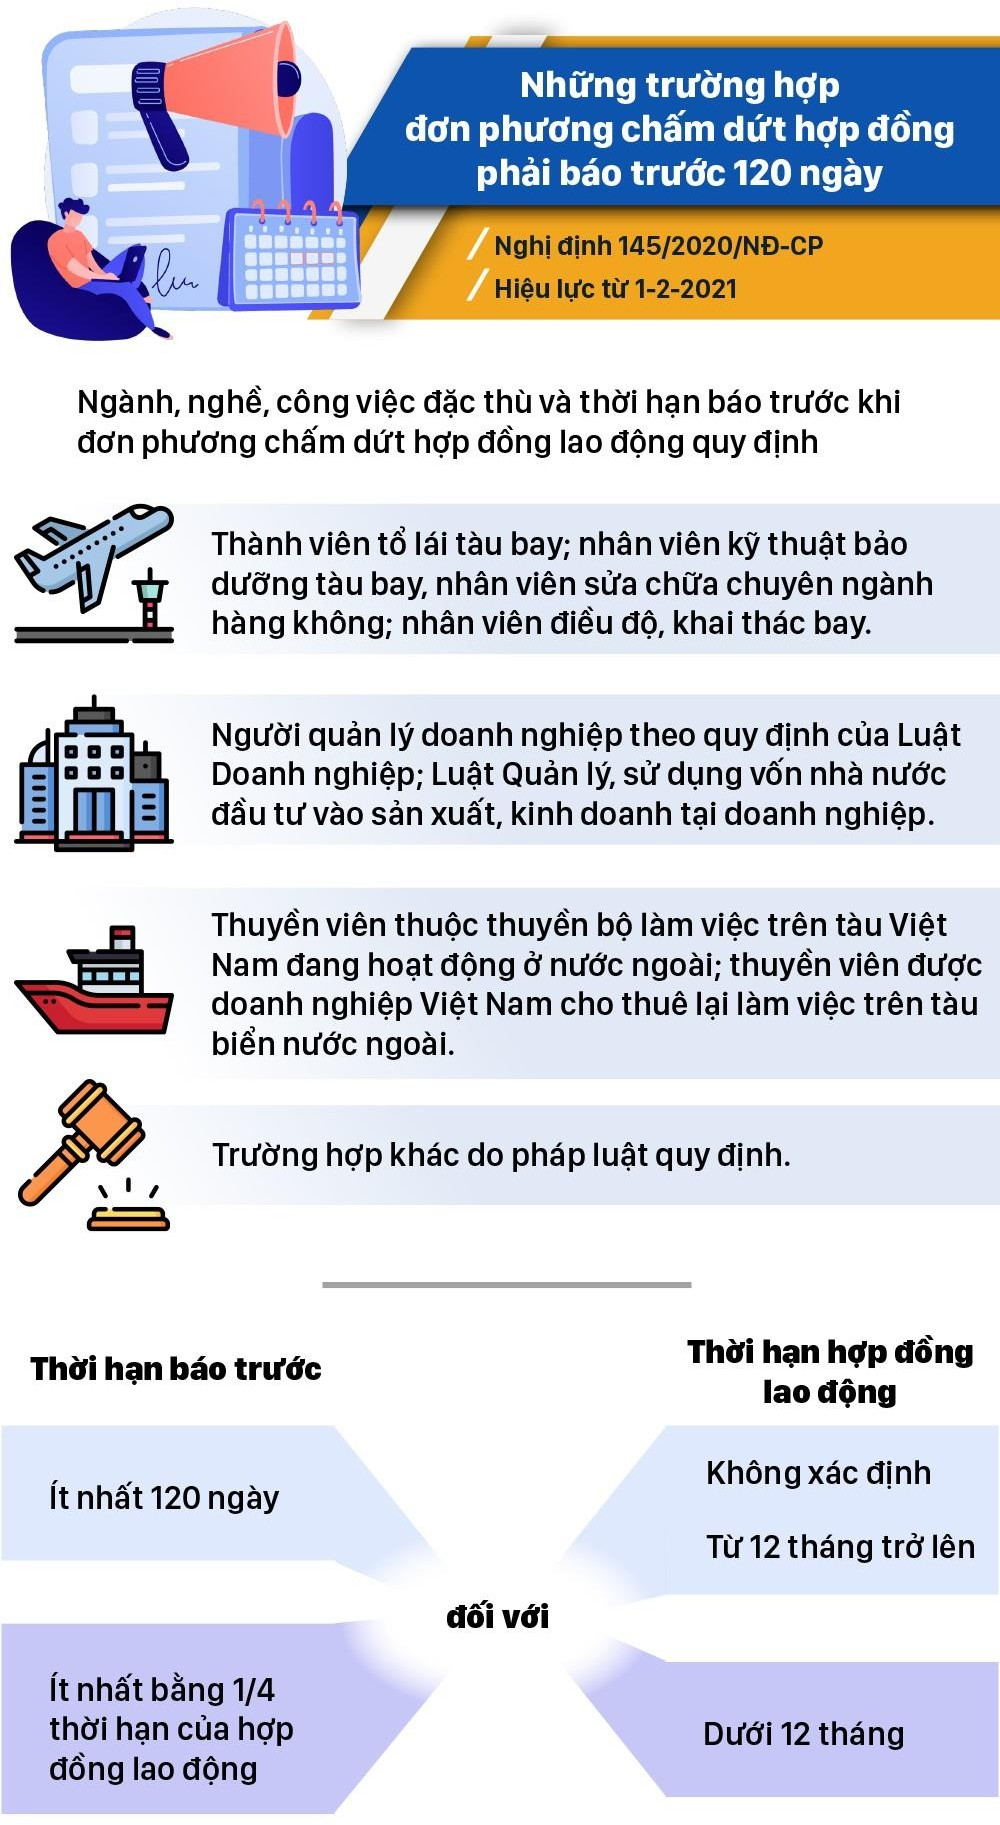 Những trường hợp
đơn phương chấm dứt hợp đồng
phải báo trước 120 ngày
Nghị định 145/2020/NĐ-CP
Hiệu lực từ 1-2-2021
Ngành, nghề, công việc đặc thù và thời hạn báo trước khi
đơn phương chấm dứt hợp đồng lao động quy định
Thành viên tổ lái tàu bay; nhân viên kỹ thuật bảo
dưỡng tàu bay, nhân viên sửa chữa chuyên ngành
hàng không; nhân viên điều độ, khai thác bay.
Người quản lý doanh nghiệp theo quy định của Luật
Doanh nghiệp; Luật Quản lý, sử dụng vốn nhà nước
đầu tư vào sản xuất, kinh doanh tại doanh nghiệp.
Thuyền viên thuộc thuyền bộ làm việc trên tàu Việt
Nam đang hoạt động ở nước ngoài; thuyền viên được
doanh nghiệp Việt Nam cho thuê lại làm việc trên tàu
biển nước ngoài.
Trường hợp khác do pháp luật quy định.
Thời hạn báo trước
Thời hạn hợp đồng
lao động
Ít nhất 120 ngày
Không xác định
Từ 12 tháng trở lên
đối với
Ít nhất bằng 1/4
thời hạn của hợp
đồng lao động
Dưới 12 tháng